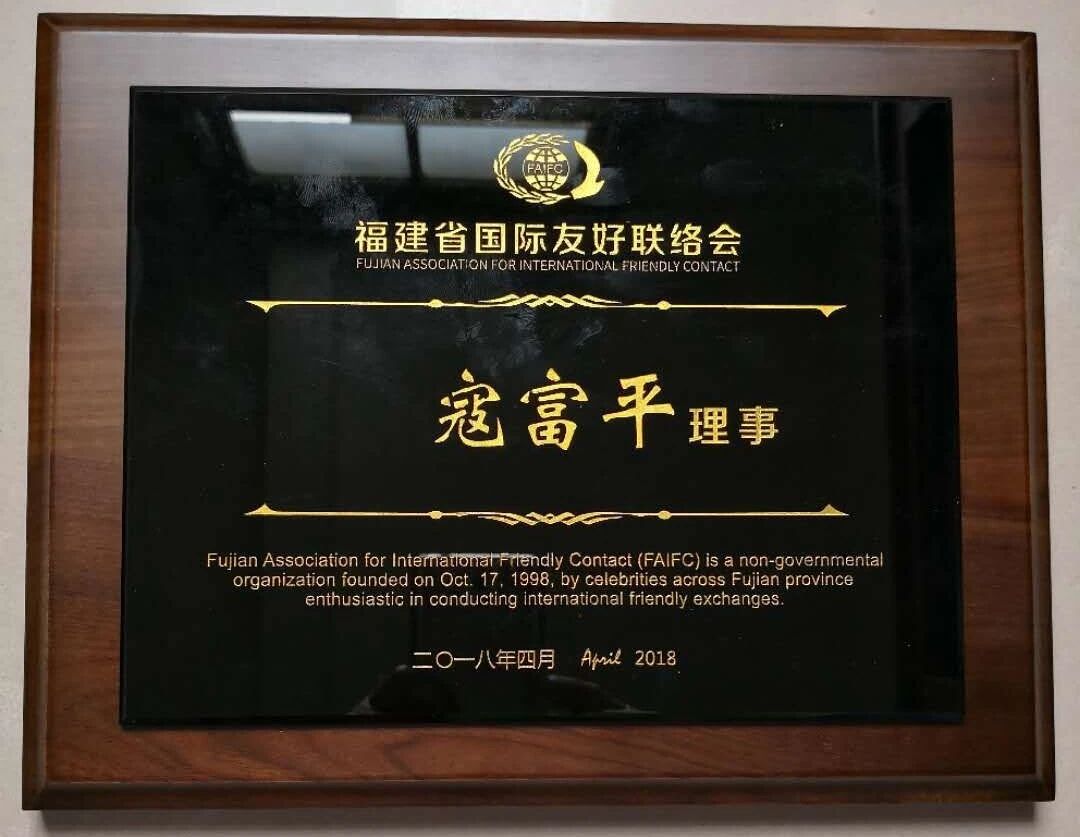 FAIFC
福建省国际友好联络会
FUJIAN ASSOCIATION FOR INTERNATIONAL FRIENDLY CONTACT
寇富平 理事
Fujian Association for International Friendly Contact (FAIFC) is a non-governmental
organization founded on Oct. 17, 1998, by celebrities across Fujian province
enthusiastic in conducting international friendly exchanges.
二〇一八年四月 April 2018